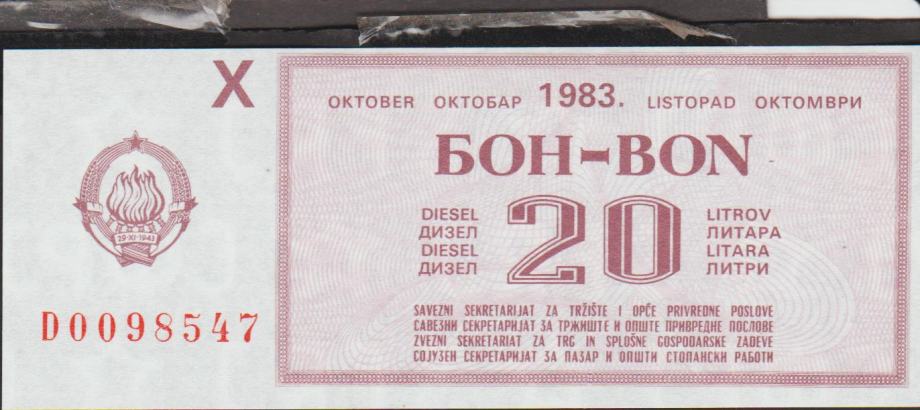 X
OKTOBER ОКТОБАР 1983. LISTOPAD ОКТОМВРИ
БОН-BON
20
DIESEL LITROV
ДИЗЕЛ ЛИТАРА
DIESEL LITARA
ДИЗЕЛ ЛИТРИ
29·XI·1943
D0098547
SAVEZNI SEKRETARIJAT ZA TRŽIŠTE I OPĆE PRIVREDNE POSLOVE
САВЕЗНИ СЕКРЕТАРИЈАТ ЗА ТРЖИШТЕ И ОПШТЕ ПРИВРЕДНЕ ПОСЛОВЕ
ZVEZNI SEKRETARIAT ZA TRG IN SPLOŠNE GOSPODARSKE ZADEVE
СОЈУЗЕН СЕКРЕТАРИЈАТ ЗА ПАЗАР И ОПШТИ СТОПАНСКИ РАБОТИ